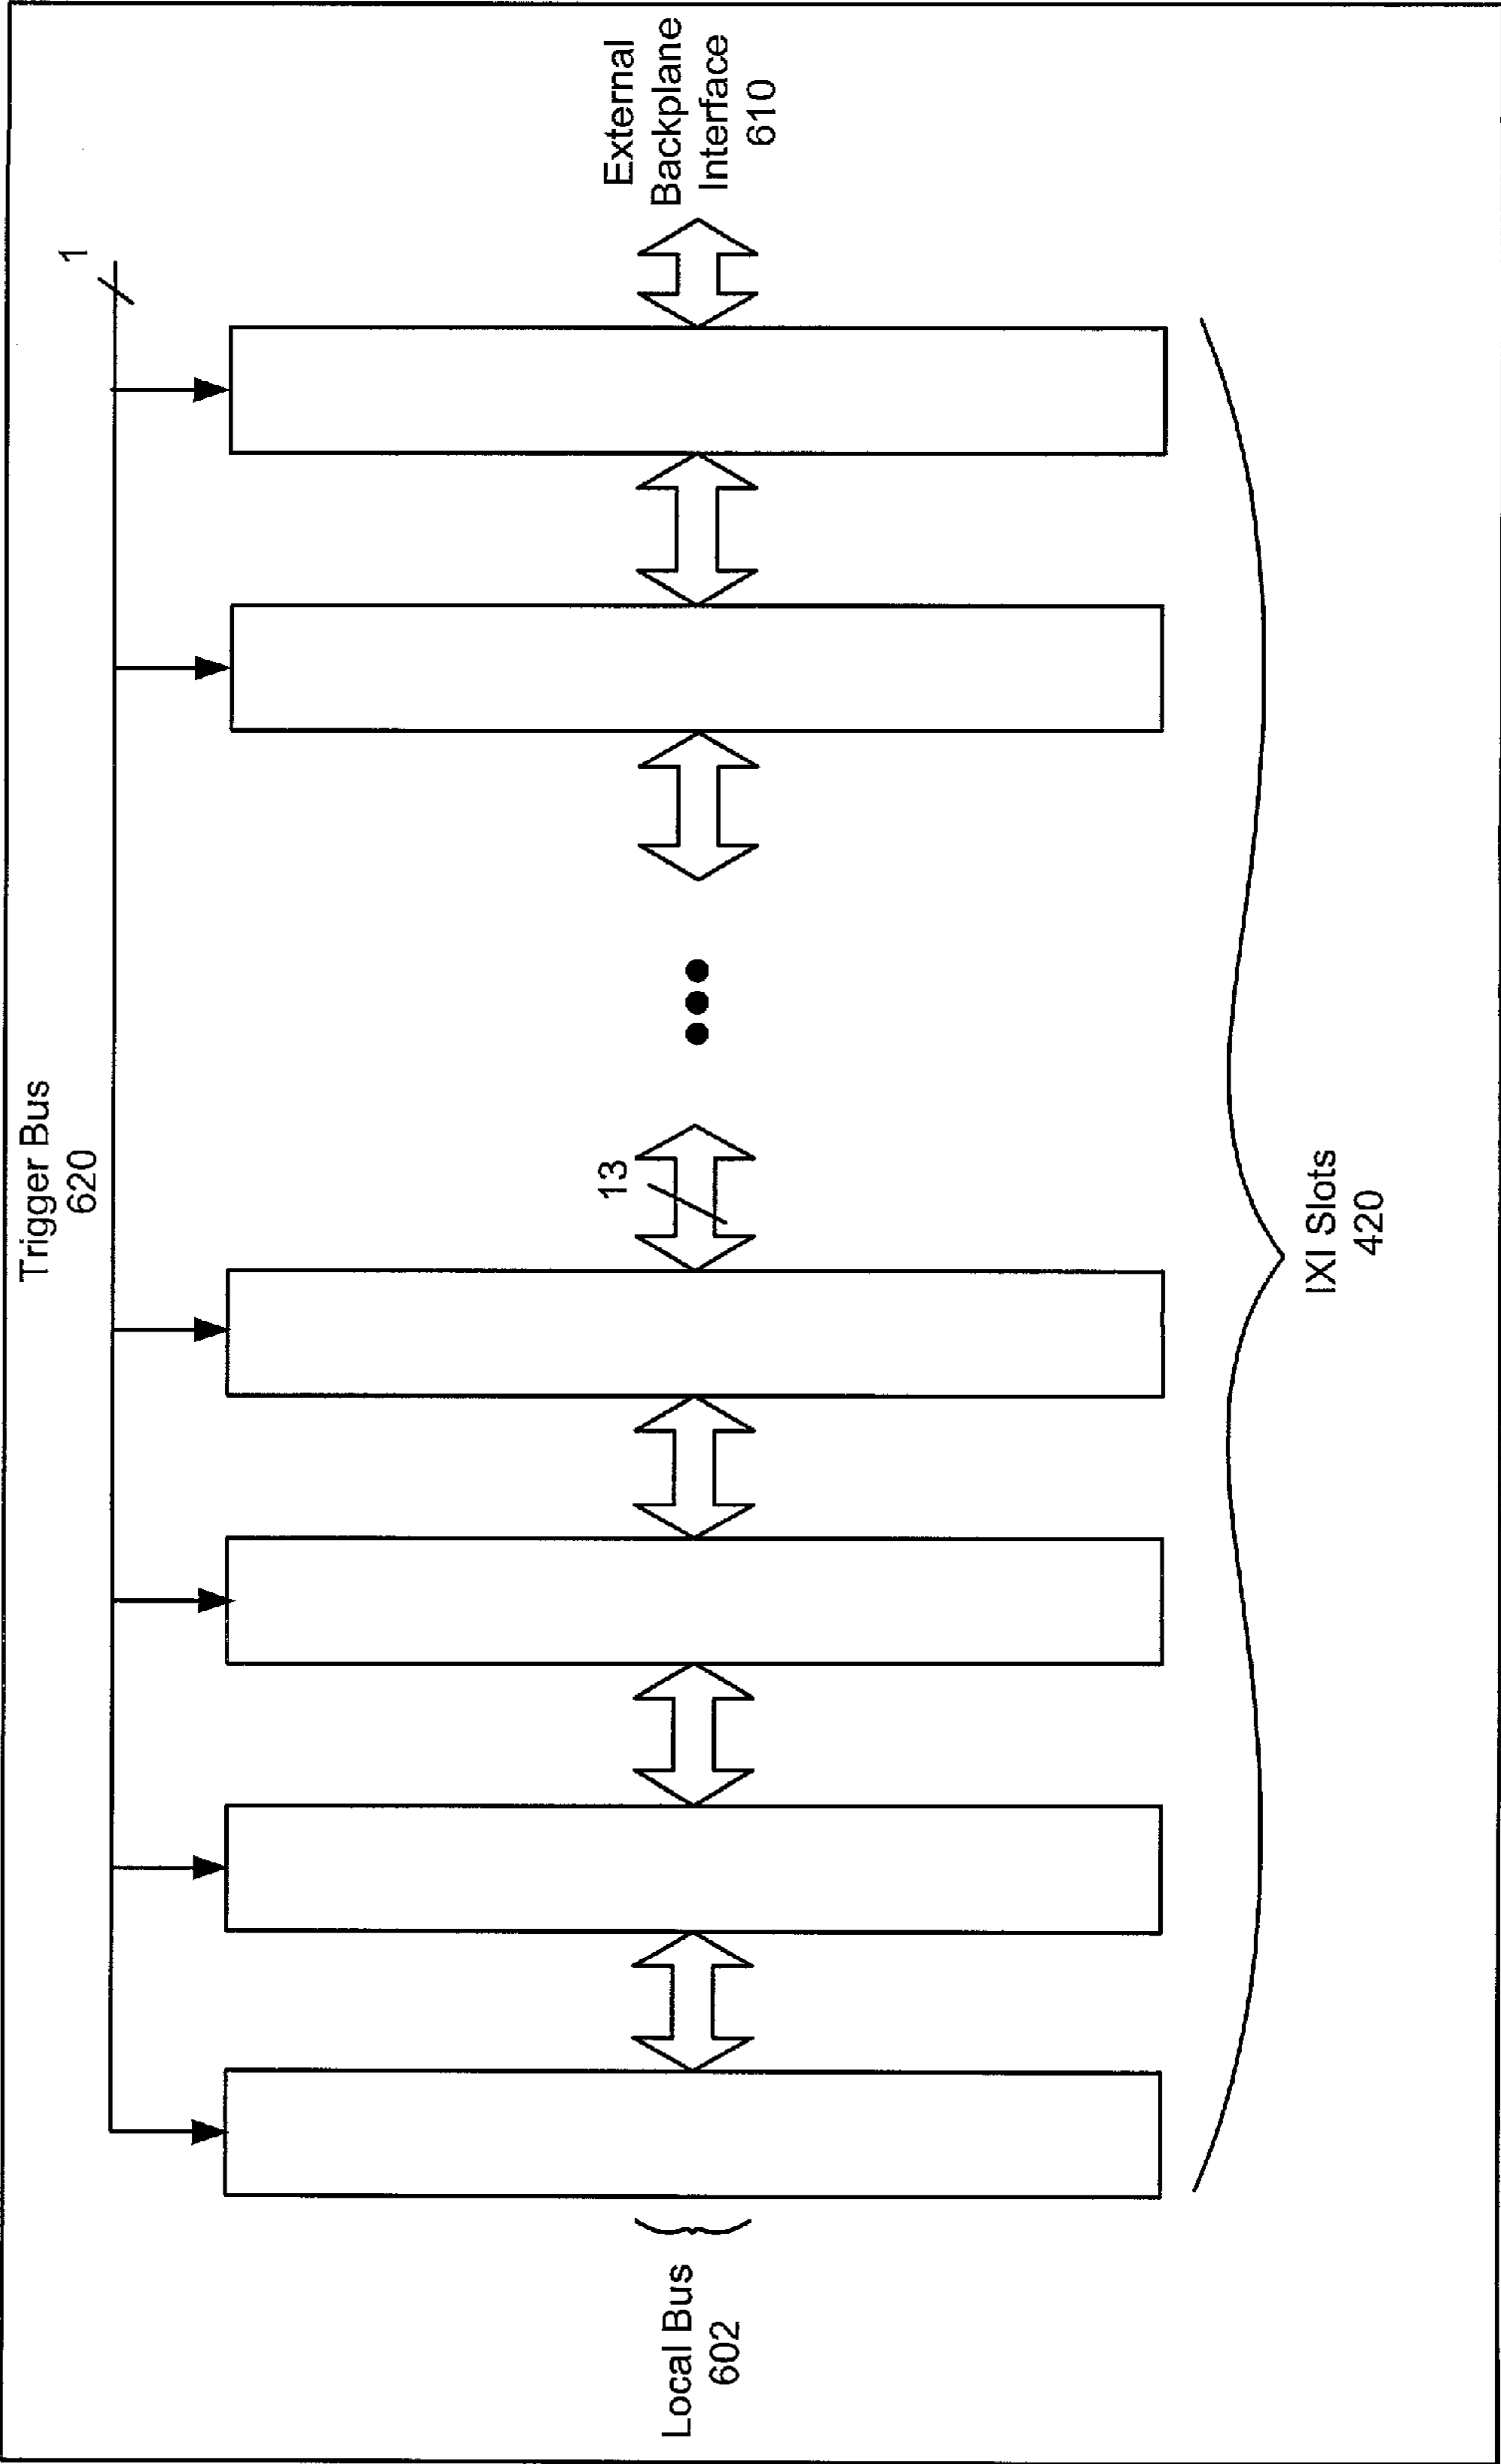 Trigger Bus
620
1
External
Backplane
Interface
610
13
Local Bus
602
IXI Slots
420